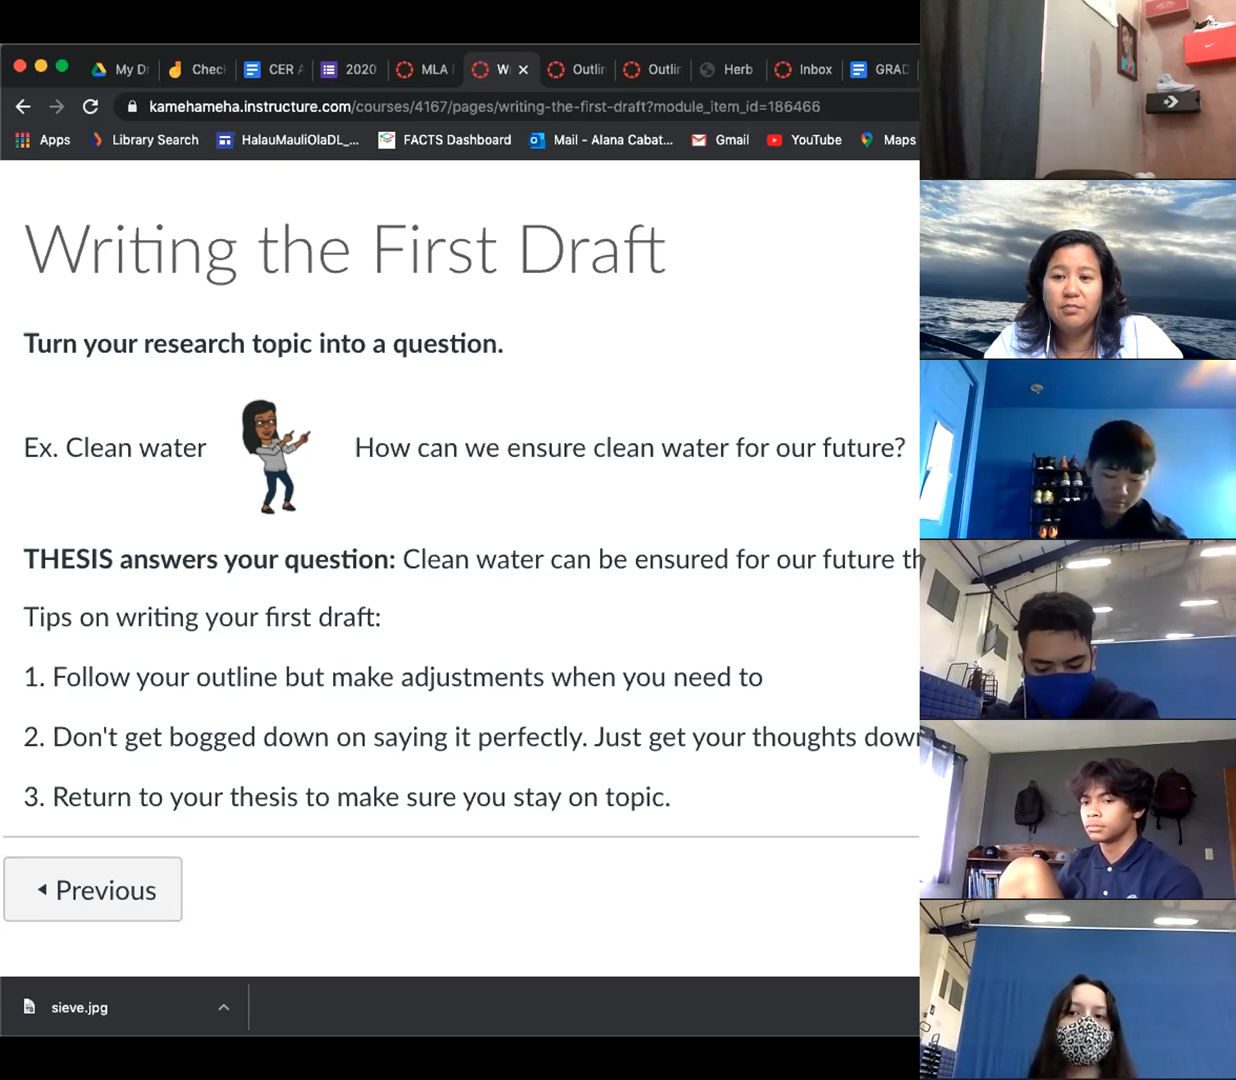 My D
Chec
CER
2020
MLA
W
Outlin
Outlin
Herb
Inbox
GRAD
kamehameha.instructure.com/courses/4167/pages/writing-the-first-draft?module_item_id=186466
Apps
Library Search
HalauMauliOlaDL_...
FACTS Dashboard
Mail - Alana Cabat...
Gmail
YouTube
Maps
Writing the First Draft
Turn your research topic into a question.
Ex. Clean water How can we ensure clean water for our future?
THESIS answers your question: Clean water can be ensured for our future th
Tips on writing your first draft:
1. Follow your outline but make adjustments when you need to
2. Don't get bogged down on saying it perfectly. Just get your thoughts down
3. Return to your thesis to make sure you stay on topic.
Previous
sieve.jpg